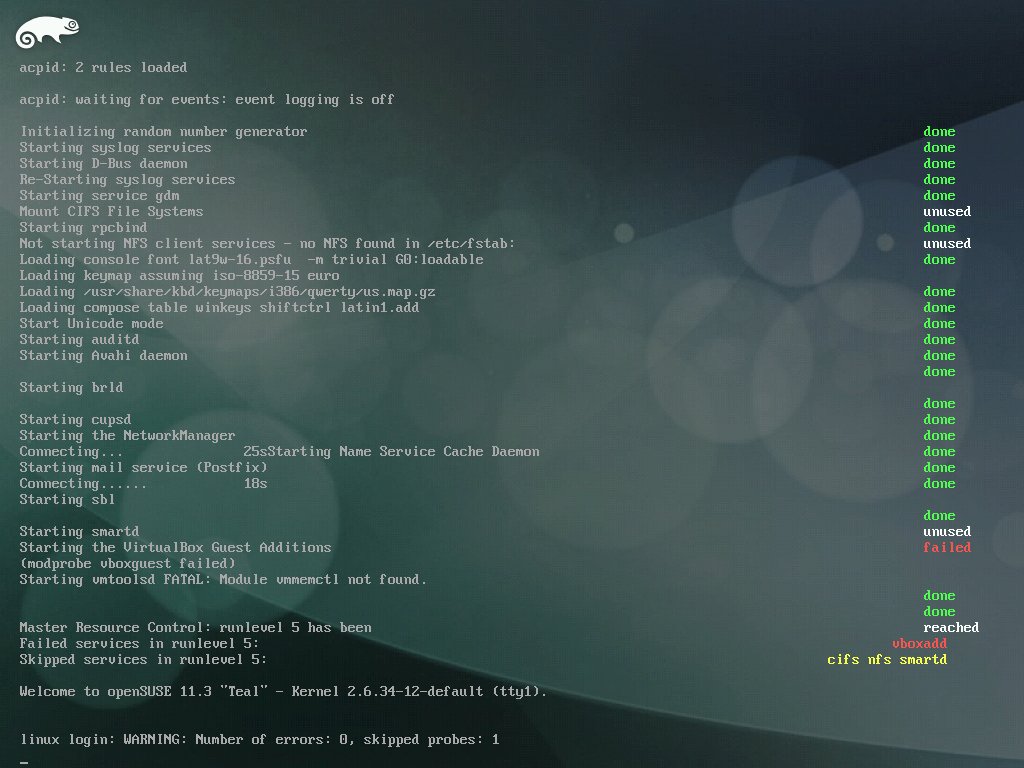 acpid: 2 rules loaded
acpid: waiting for events: event logging is off
Initializing random number generator done
Starting syslog services done
Starting D-Bus daemon done
Re-Starting syslog services done
Starting service gdm done
Mount CIFS File Systems unused
Starting rpcbind done
Not starting NFS client services - no NFS found in /etc/fstab: unused
Loading console font lat9w-16.psfu  -m trivial G0:loadable done
Loading keymap assuming iso-8859-15 euro
Loading /usr/share/kbd/keymaps/i386/qwerty/us.map.gz done
Loading compose table winkeys shiftctrl latin1.add done
Start Unicode mode done
Starting auditd done
Starting Avahi daemon done
done
Starting brld
done
Starting cupsd done
Starting the NetworkManager done
Connecting... 25sStarting Name Service Cache Daemon done
Starting mail service (Postfix) done
Connecting...... 18s done
Starting sbl
done
Starting smartd unused
Starting the VirtualBox Guest Additions failed
(modprobe vboxguest failed)
Starting vmtoolsd FATAL: Module vmmemctl not found.
done
done
Master Resource Control: runlevel 5 has been reached
Failed services in runlevel 5: vboxadd
Skipped services in runlevel 5: cifs nfs smartd
Welcome to openSUSE 11.3 "Teal" - Kernel 2.6.34-12-default (tty1).
linux login: WARNING: Number of errors: 0, skipped probes: 1
_